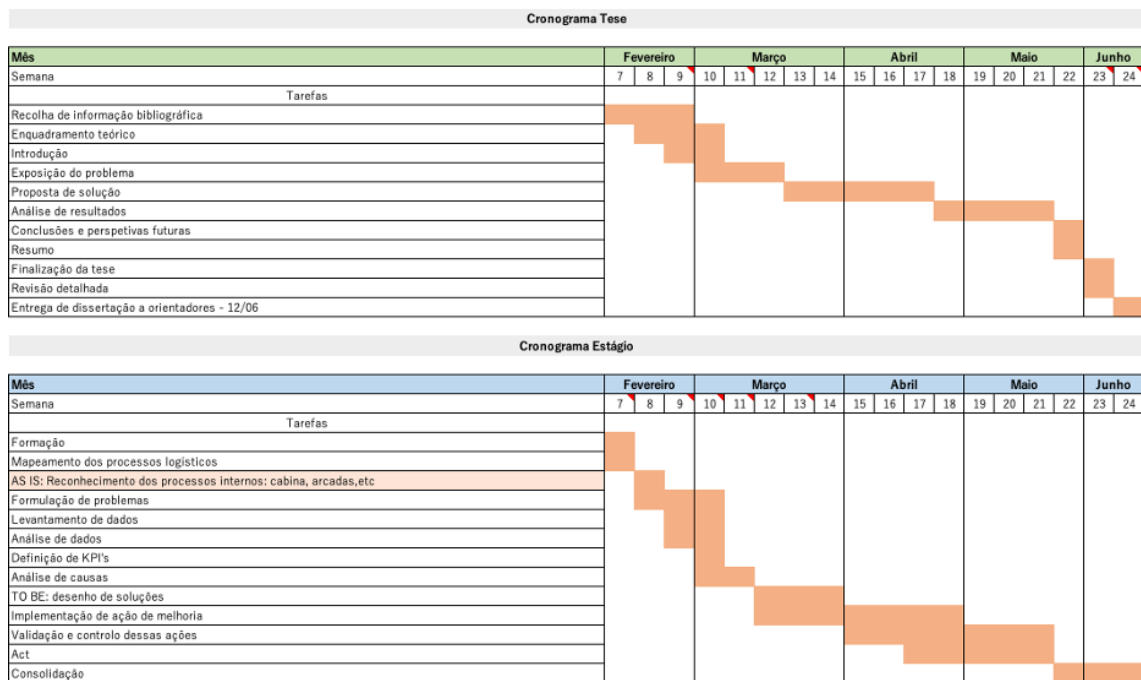 Cronograma Tese
Mês Fevereiro Março Abril Maio Junho
Semana 7 8 9 10 11 12 13 14 15 16 17 18 19 20 21 22 23 24
Tarefas
Recolha de informação bibliográfica
Enquadramento teórico
Introdução
Exposição do problema
Proposta de solução
Análise de resultados
Conclusões e perspetivas futuras
Resumo
Finalização da tese
Revisão detalhada
Entrega de dissertação a orientadores - 12/06
Cronograma Estágio
Mês Fevereiro Março Abril Maio Junho
Semana 7 8 9 10 11 12 13 14 15 16 17 18 19 20 21 22 23 24
Tarefas
Formação
Mapeamento dos processos logísticos
AS IS: Reconhecimento dos processos internos: cabina, arcadas,etc
Formulação de problemas
Levantamento de dados
Análise de dados
Definição de KPI's
Análise de causas
TO BE: desenho de soluções
Implementação de ação de melhoria
Validação e controlo dessas ações
Act
Consolidação